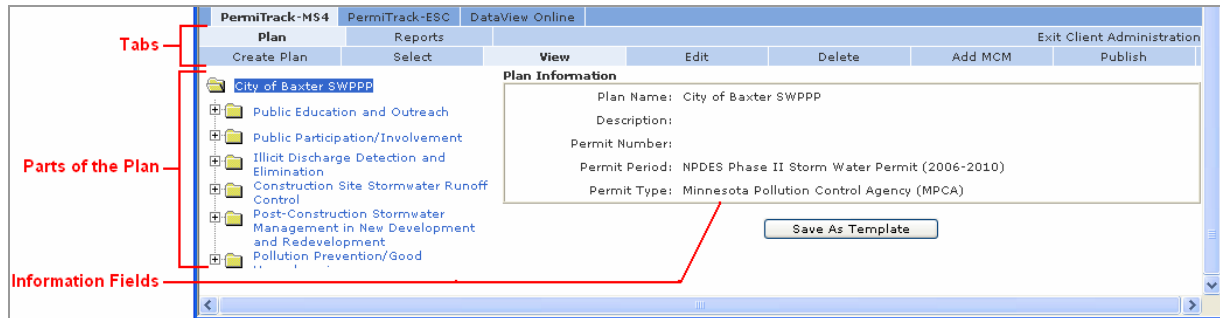 PermiTrack-MS4 PermiTrack-ESC DataView Online
Tabs
Plan Reports Exit Client Administration
Create Plan Select View Edit Delete Add MCM Publish
City of Baxter SWPPP
Public Education and Outreach
Public Participation/Involvement
Illicit Discharge Detection and
Elimination
Construction Site Stormwater Runoff
Control
Post-Construction Stormwater
Management in New Development
and Redevelopment
Pollution Prevention/Good
Parts of the Plan
Information Fields
Plan Information
Plan Name: City of Baxter SWPPP
Description:
Permit Number:
Permit Period: NPDES Phase II Storm Water Permit (2006-2010)
Permit Type: Minnesota Pollution Control Agency (MPCA)
Save As Template